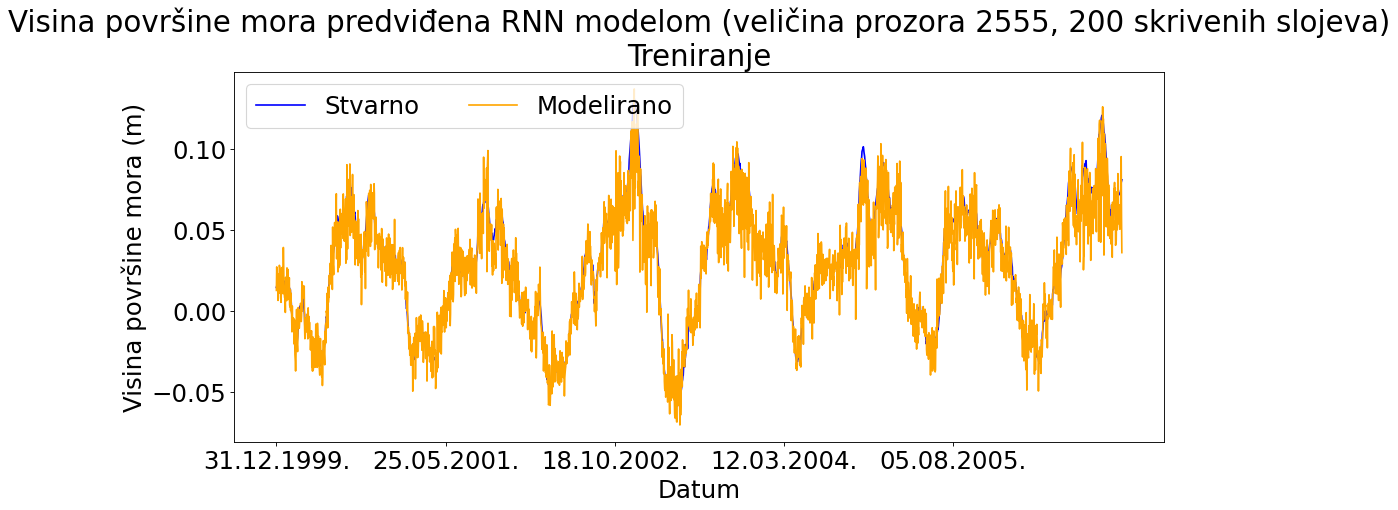 Visina površine mora predviđena RNN modelom (veličina prozora 2555, 200 skrivenih slojeva)
Treniranje
Stvarno Modelirano
Visina površine mora (m)
0.10
0.05
0.00
−0.05
31.12.1999. 25.05.2001. 18.10.2002. 12.03.2004. 05.08.2005.
Datum